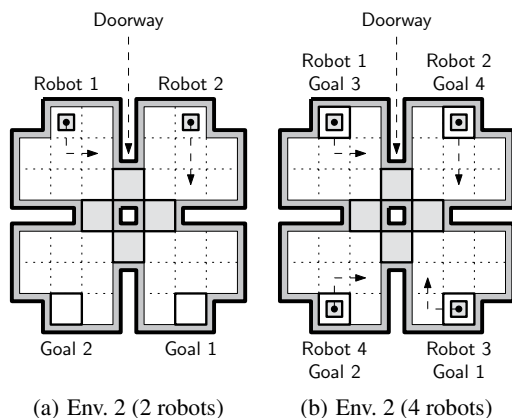 Doorway
Robot 1
Robot 2
Goal 2
Goal 1
(a) Env. 2 (2 robots)
Doorway
Robot 1
Goal 3
Robot 2
Goal 4
Robot 4
Goal 2
Robot 3
Goal 1
(b) Env. 2 (4 robots)